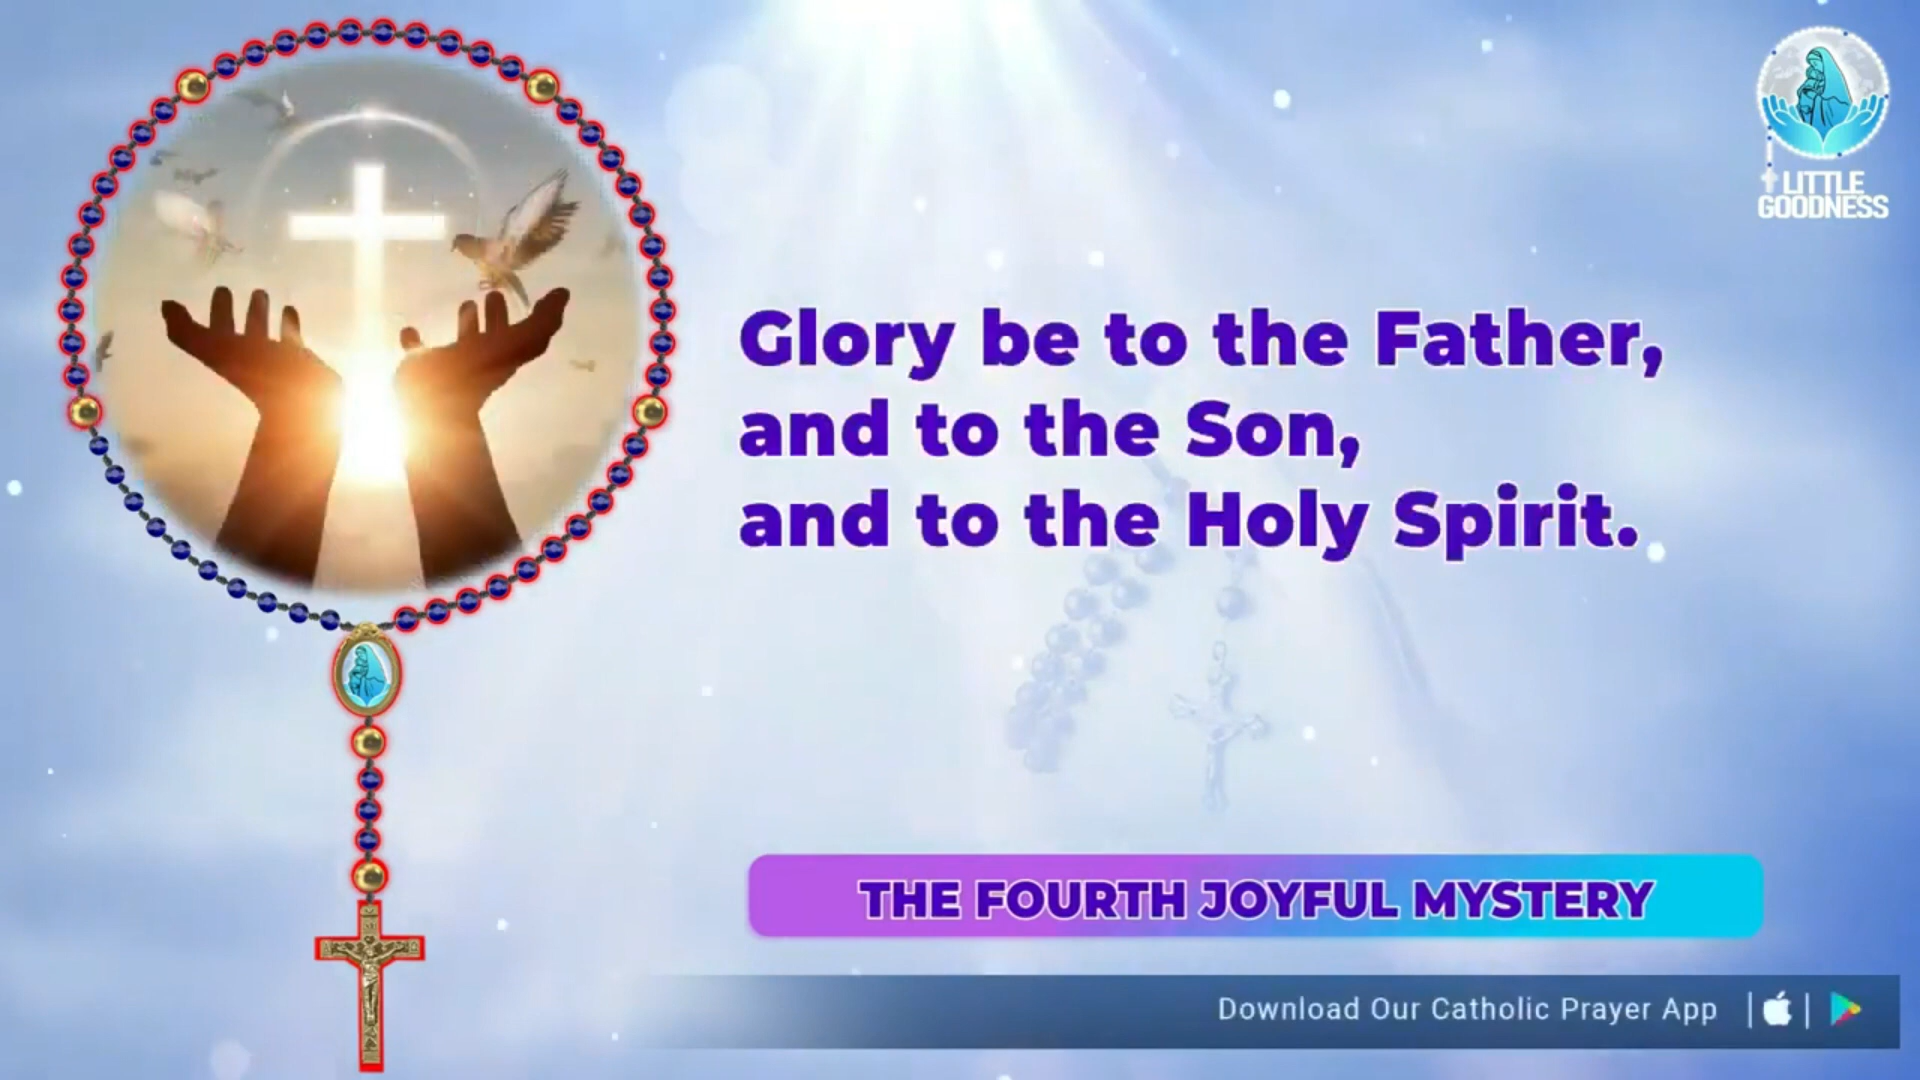 LITTLE
GOODNESS
Glory be to the Father,
and to the Son,
and to the Holy Spirit.
THE FOURTH JOYFUL MYSTERY
Download Our Catholic Prayer App